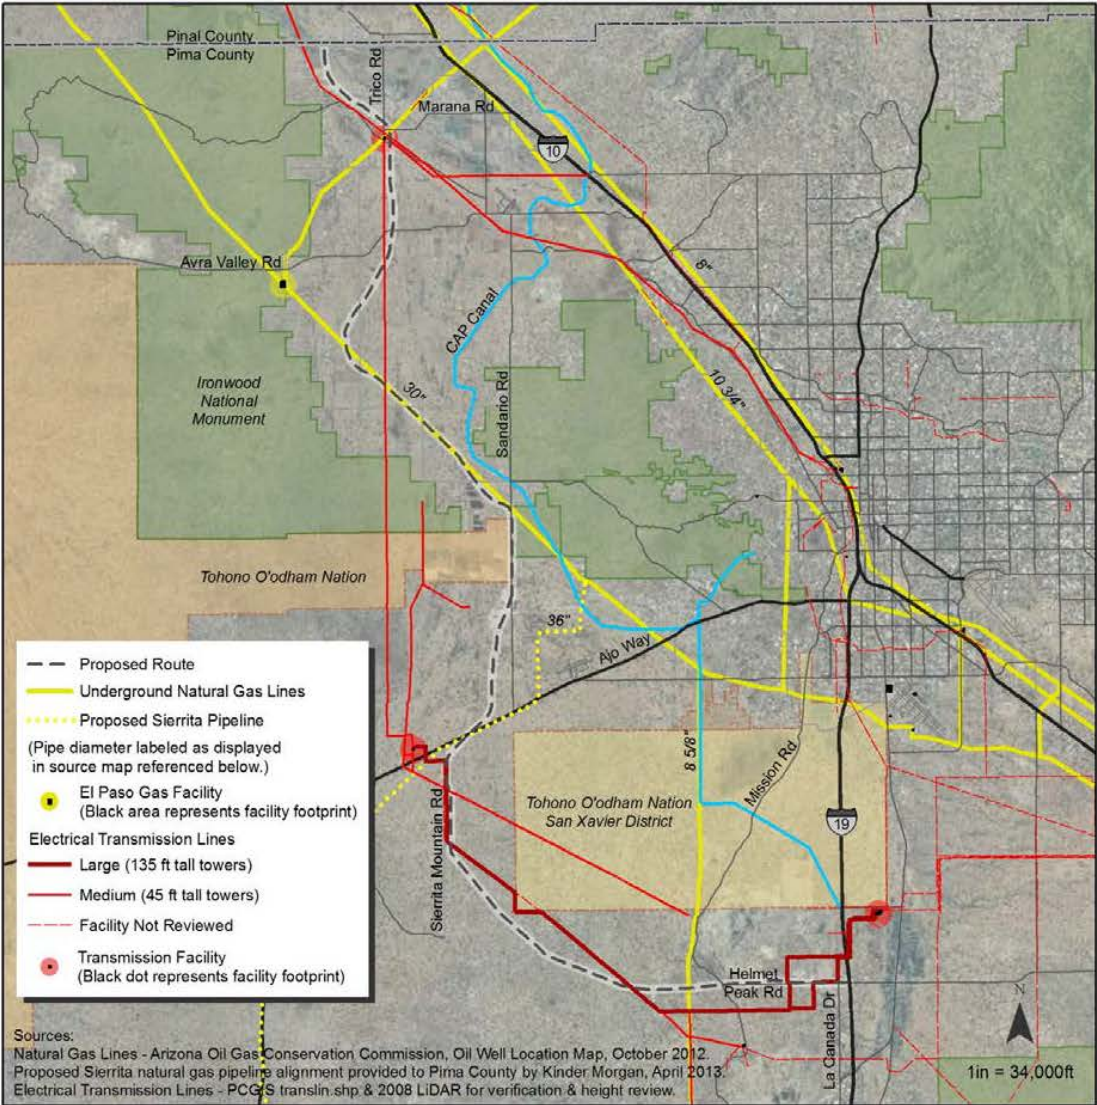 Pinal County
Pima County
Trico Rd
Marana Rd
10
Avra Valley Rd
8"
CAP Canal
Ironwood
National
Monument
30"
Sandario Rd
10 3/4"
Tohono O'odham Nation
36"
Ajo Way
8 5/8"
Mission Rd
Tohono O'odham Nation
San Xavier District
19
Sierrita Mountain Rd
Helmet
Peak Rd
La Canada Dr
Proposed Route
Underground Natural Gas Lines
Proposed Sierrita Pipeline
(Pipe diameter labeled as displayed
in source map referenced below.)
El Paso Gas Facility
(Black area represents facility footprint)
Electrical Transmission Lines
Large (135 ft tall towers)
Medium (45 ft tall towers)
Facility Not Reviewed
Transmission Facility
(Black dot represents facility footprint)
N
1in = 34,000ft
Sources:
Natural Gas Lines - Arizona Oil Gas Conservation Commission, Oil Well Location Map, October 2012.
Proposed Sierrita natural gas pipeline alignment provided to Pima County by Kinder Morgan, April 2013.
Electrical Transmission Lines - PCGIS translin.shp & 2008 LiDAR for verification & height review.